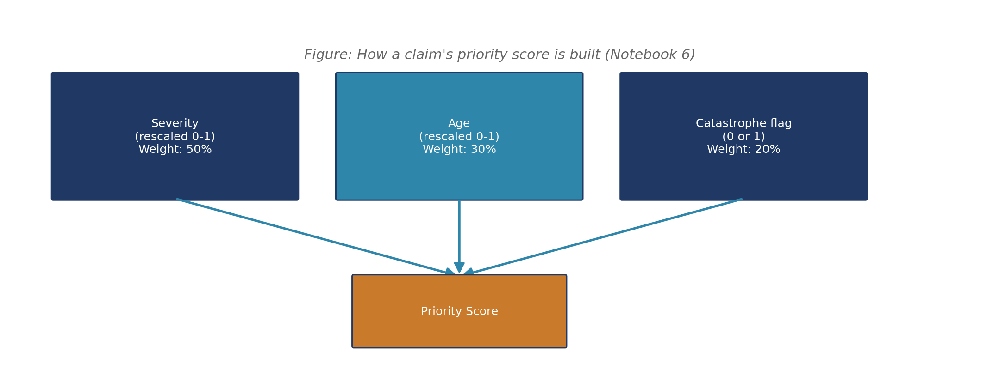 Figure: How a claim's priority score is built (Notebook 6)
Severity
(rescaled 0-1)
Weight: 50%
Age
(rescaled 0-1)
Weight: 30%
Catastrophe flag
(0 or 1)
Weight: 20%
Priority Score